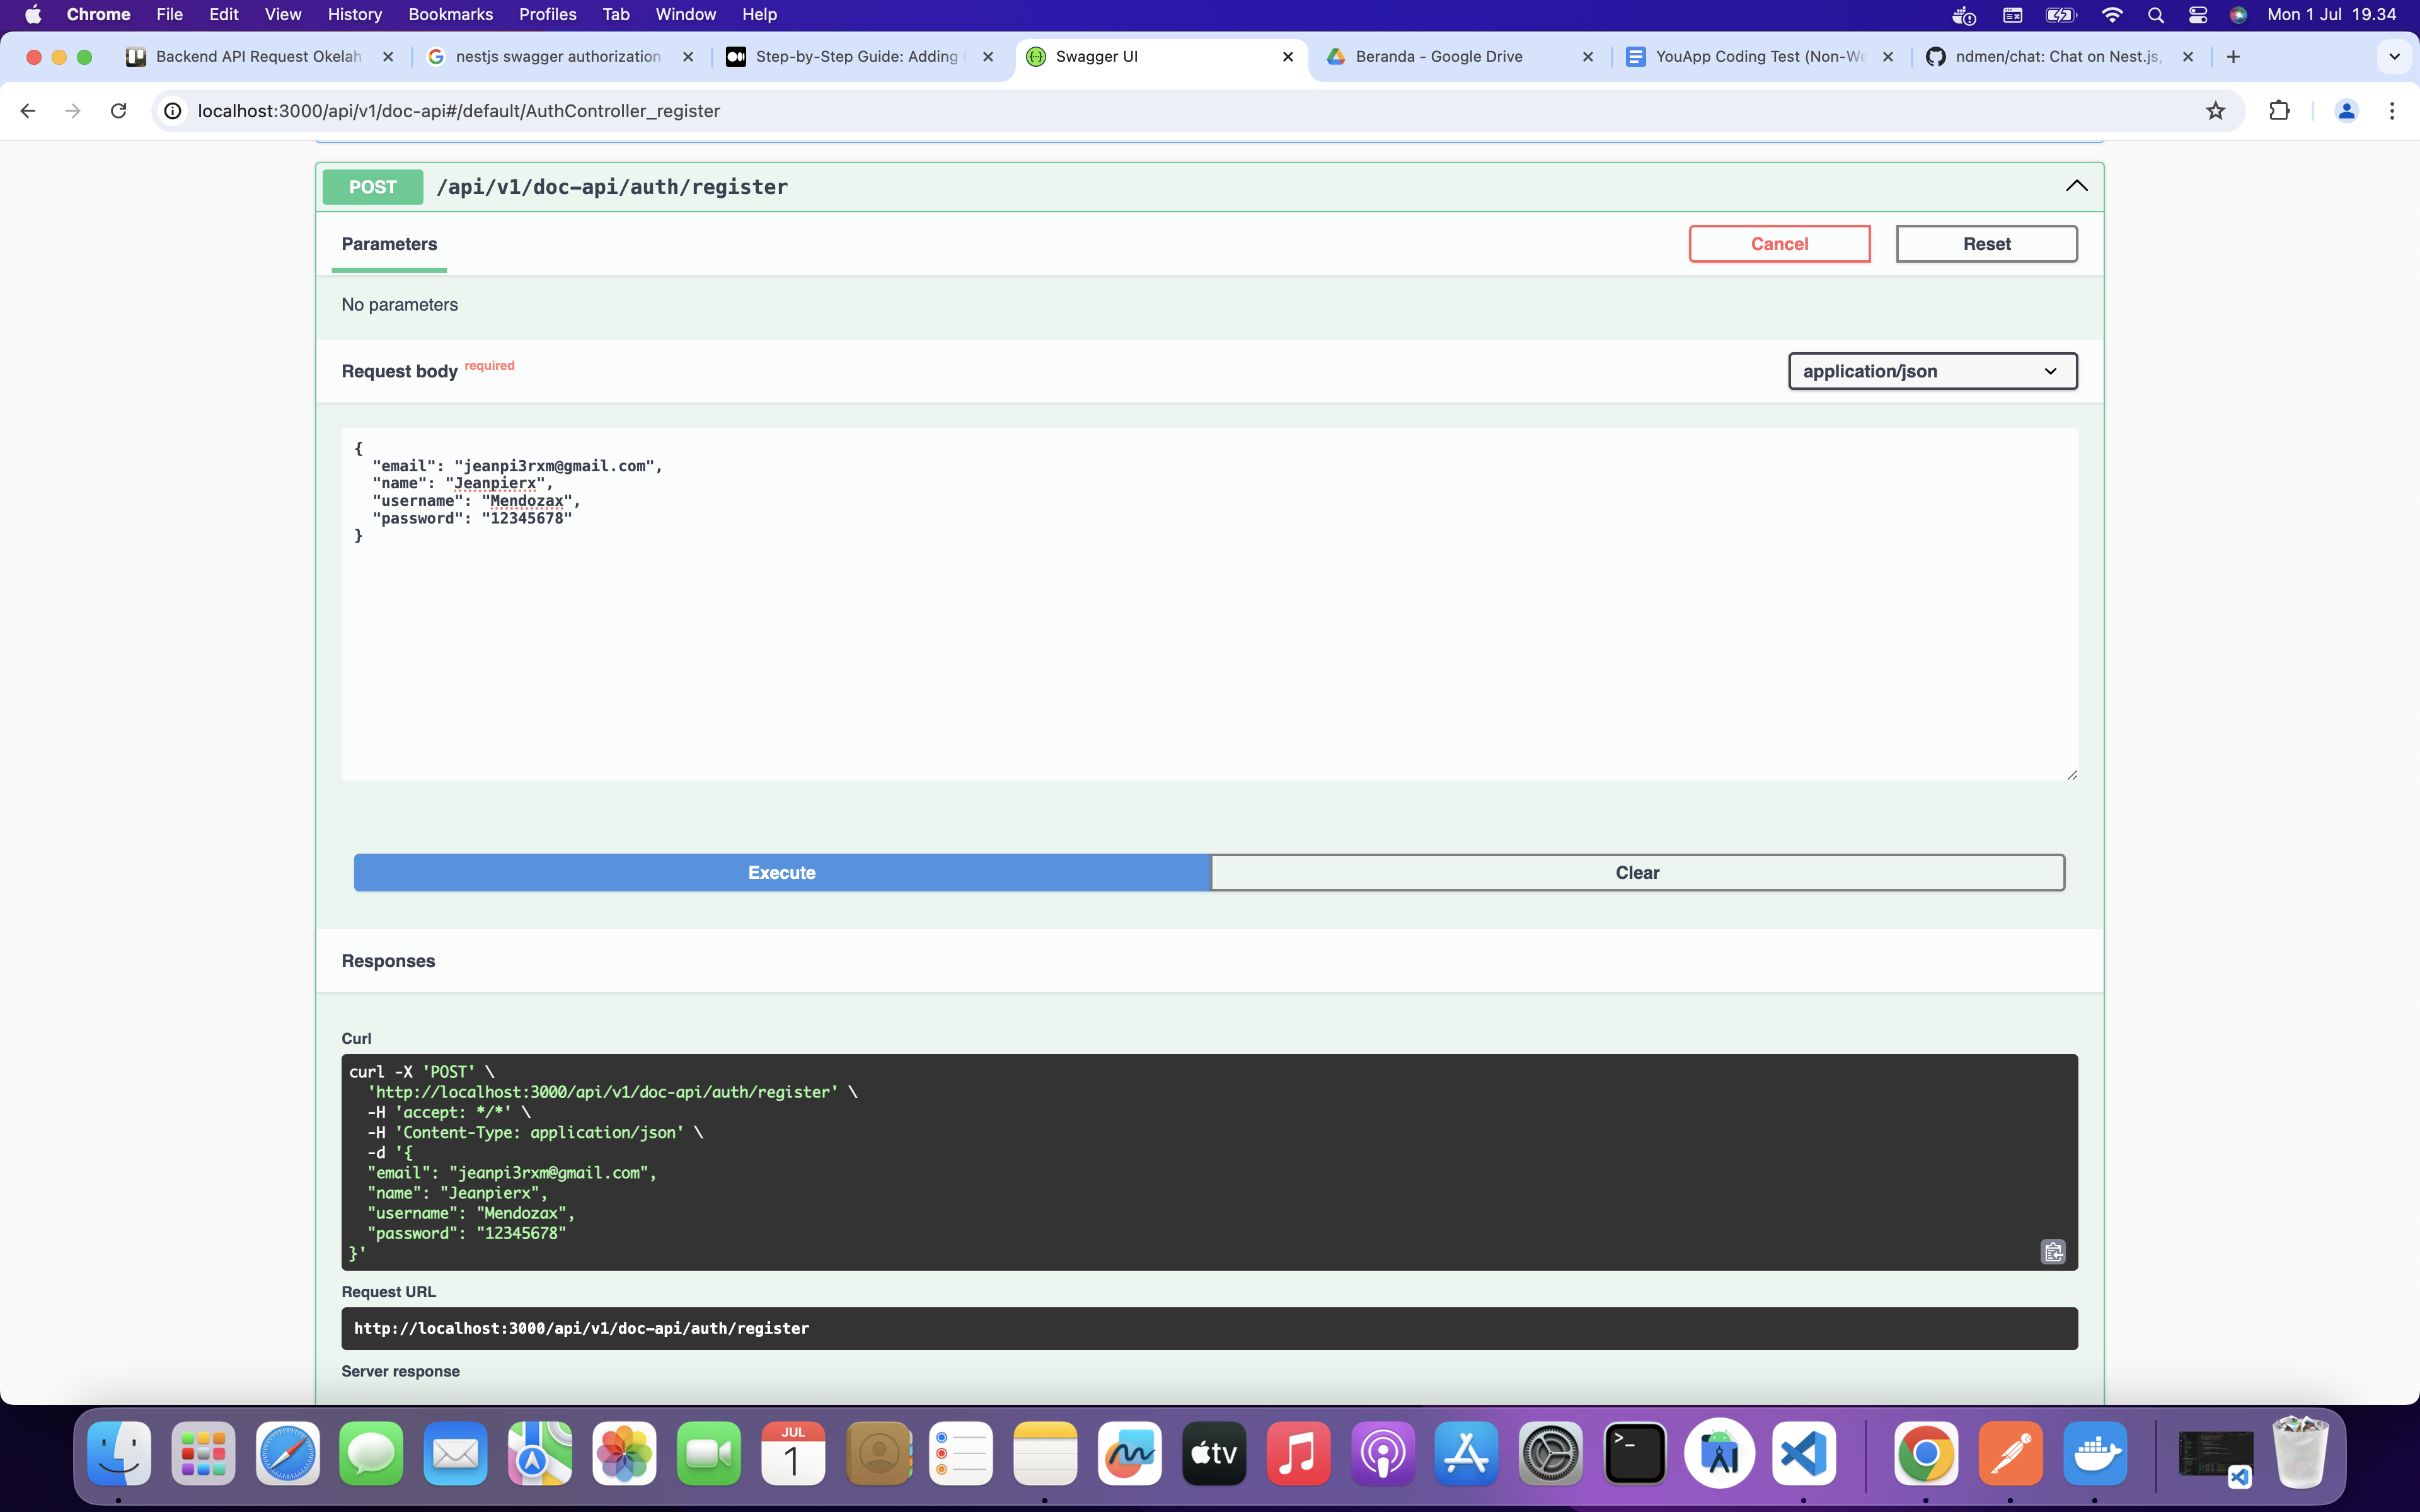 Chrome File Edit View History Bookmarks Profiles Tab Window Help Mon 1 Jul 19.34
Backend API Request Okelah nestjs swagger authorization Step-by-Step Guide: Adding Swagger UI Beranda - Google Drive YouApp Coding Test (Non-We ndmen/chat: Chat on Nest.js,
localhost:3000/api/v1/doc-api#/default/AuthController_register
POST /api/v1/doc-api/auth/register
Parameters Cancel Reset
No parameters
Request body required application/json
{
"email": "jeanpi3rxm@gmail.com",
"name": "Jeanpierx",
"username": "Mendozax",
"password": "12345678"
}
Execute Clear
Responses
Curl
curl -X 'POST' \
'http://localhost:3000/api/v1/doc-api/auth/register' \
-H 'accept: */*' \
-H 'Content-Type: application/json' \
-d '{
"email": "jeanpi3rxm@gmail.com",
"name": "Jeanpierx",
"username": "Mendozax",
"password": "12345678"
}'
Request URL
http://localhost:3000/api/v1/doc-api/auth/register
Server response
JUL
1
tv
>_